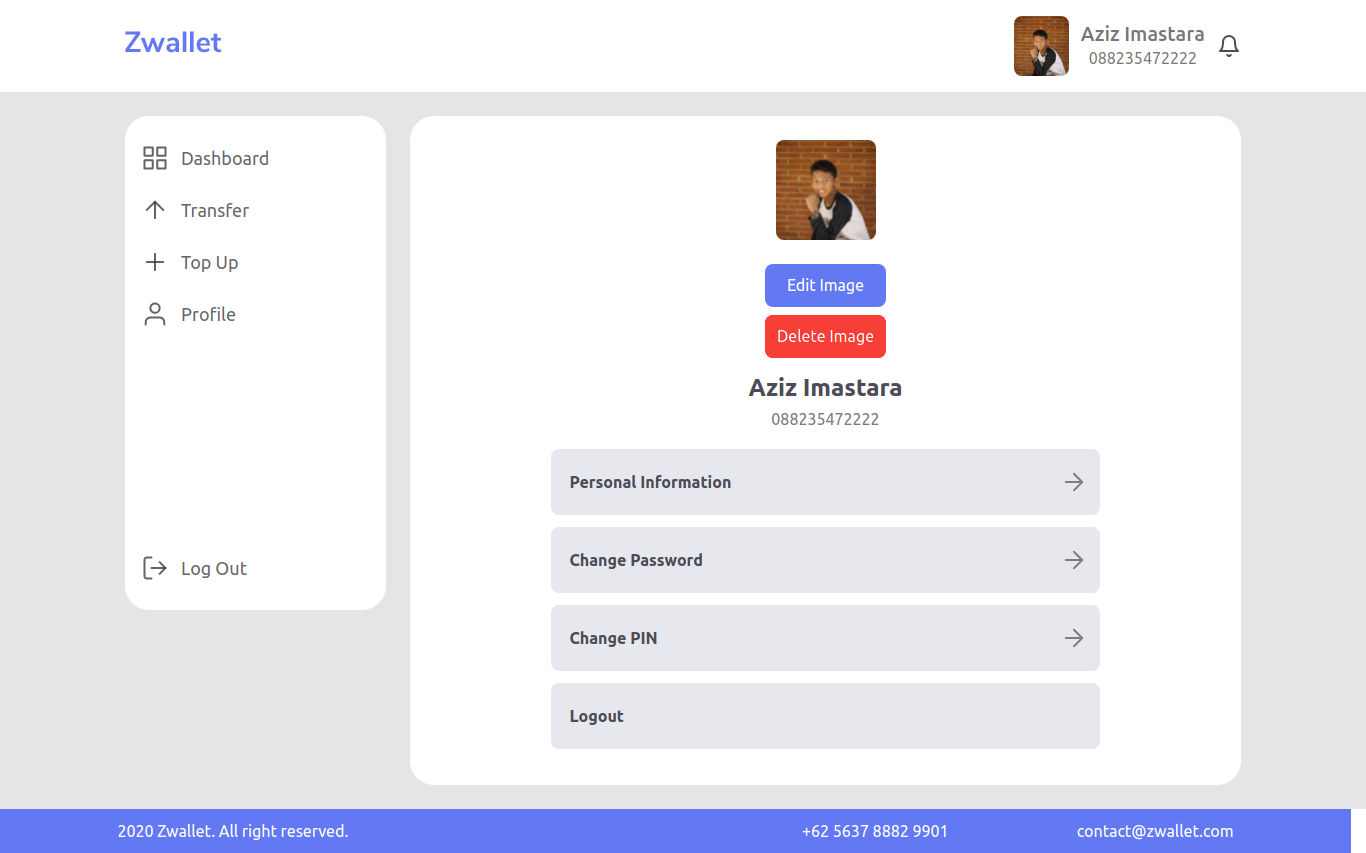 Zwallet
Aziz Imastara
088235472222
Dashboard
Transfer
Top Up
Profile
Log Out
Edit Image
Delete Image
Aziz Imastara
088235472222
Personal Information
Change Password
Change PIN
Logout
2020 Zwallet. All right reserved.
+62 5637 8882 9901
contact@zwallet.com